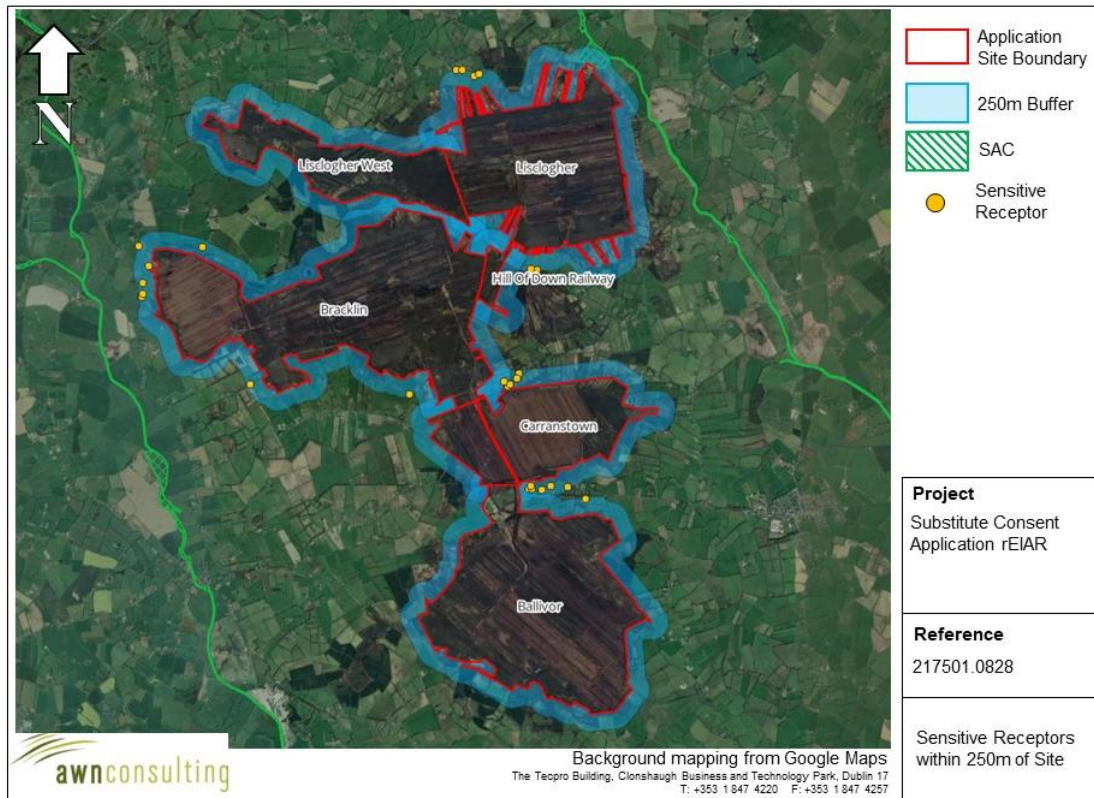 N
Lisclogher West
Lisclogher
Hill Of Down Railway
Bracklin
Carranstown
Ballivor
Application
Site Boundary
250m Buffer
SAC
Sensitive
Receptor
Project
Substitute Consent
Application rEIAR
Reference
217501.0828
Sensitive Receptors
within 250m of Site
awnconsulting
Background mapping from Google Maps
The Tecpro Building, Clonshaugh Business and Technology Park, Dublin 17
T: +353 1 847 4220 F: +353 1 847 4257